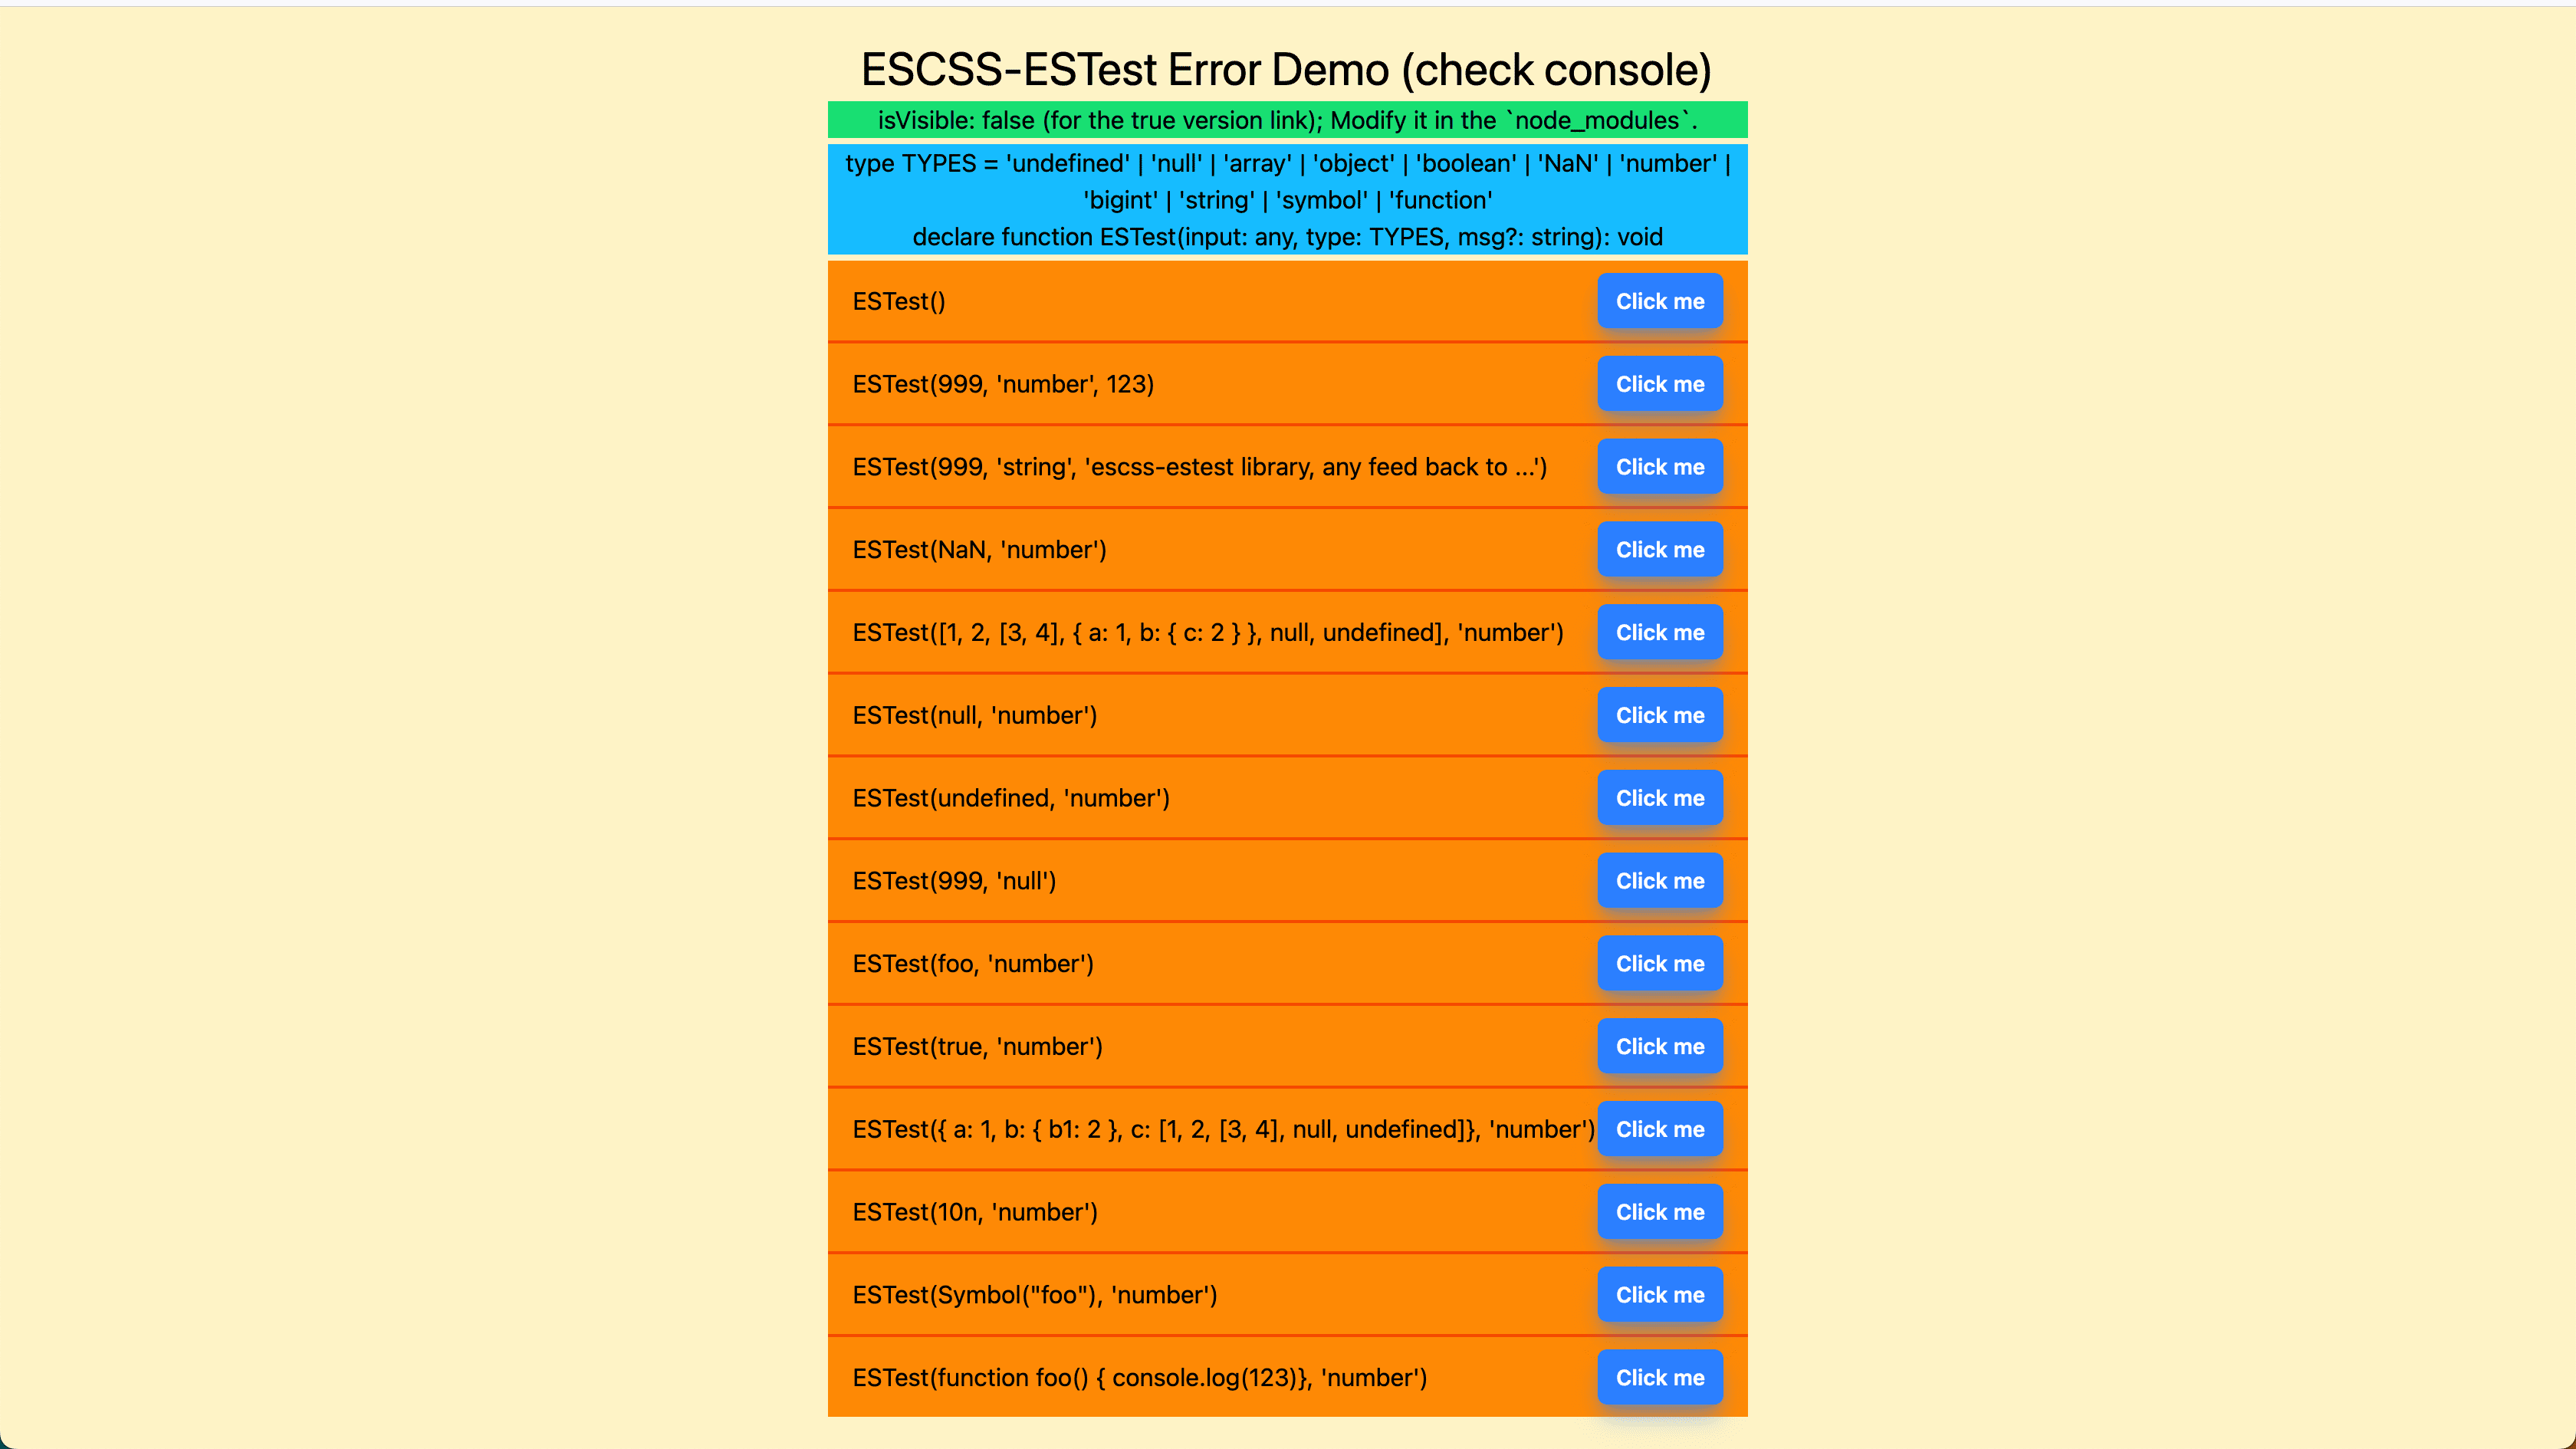 ESCSS-ESTest Error Demo (check console)
isVisible: false (for the true version link); Modify it in the `node_modules`.
type TYPES = 'undefined' | 'null' | 'array' | 'object' | 'boolean' | 'NaN' | 'number' |
'bigint' | 'string' | 'symbol' | 'function'
declare function ESTest(input: any, type: TYPES, msg?: string): void
ESTest() Click me
ESTest(999, 'number', 123) Click me
ESTest(999, 'string', 'escss-estest library, any feed back to ...') Click me
ESTest(NaN, 'number') Click me
ESTest([1, 2, [3, 4], { a: 1, b: { c: 2 } }, null, undefined], 'number') Click me
ESTest(null, 'number') Click me
ESTest(undefined, 'number') Click me
ESTest(999, 'null') Click me
ESTest(foo, 'number') Click me
ESTest(true, 'number') Click me
ESTest({ a: 1, b: { b1: 2 }, c: [1, 2, [3, 4], null, undefined]}, 'number') Click me
ESTest(10n, 'number') Click me
ESTest(Symbol("foo"), 'number') Click me
ESTest(function foo() { console.log(123)}, 'number') Click me